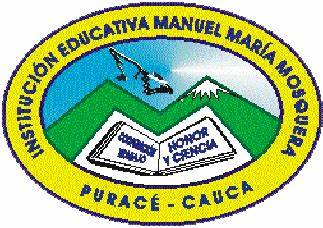 INSTITUCIÓN EDUCATIVA MANUEL MARÍA MOSQUERA
HONOR
Y CIENCIA
PURACÉ - CAUCA